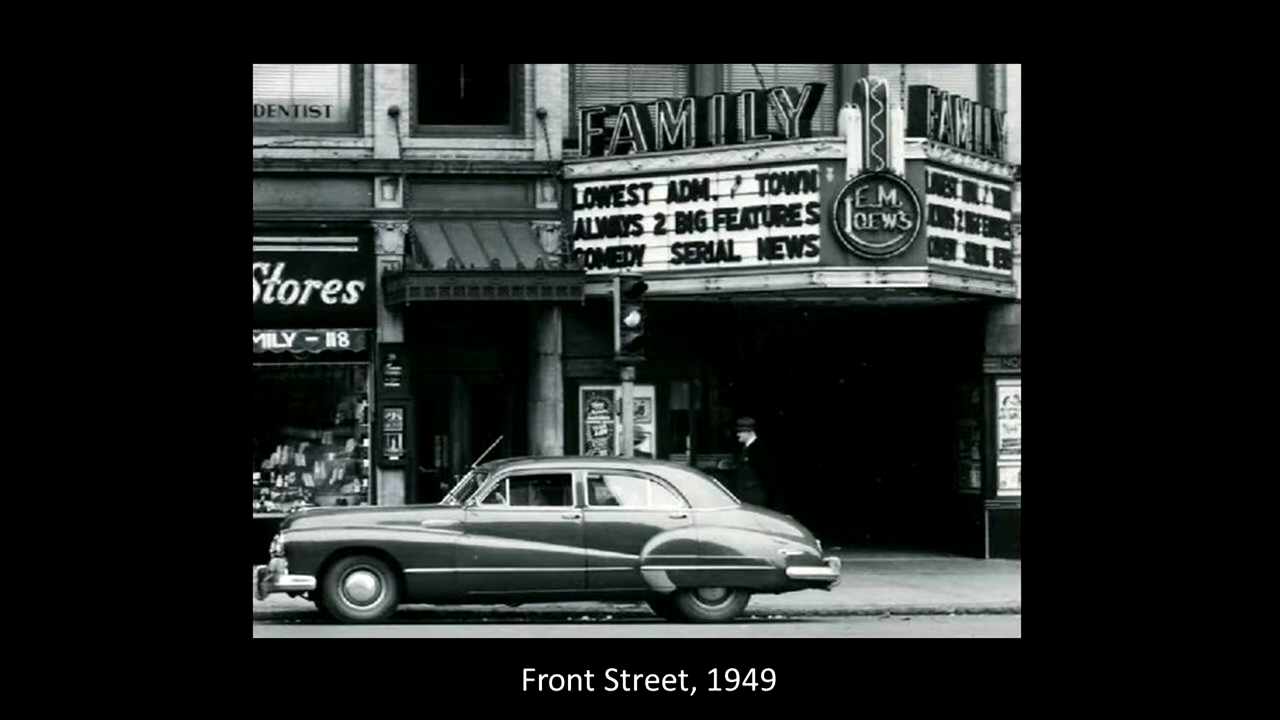 DENTIST
FAMILY
FAMILY
LOWEST ADM. / TOWN
ALWAYS 2 BIG FEATURES
COMEDY SERIAL NEWS
E.M.
LOEW'S
Stores
MILY - 118
Front Street, 1949